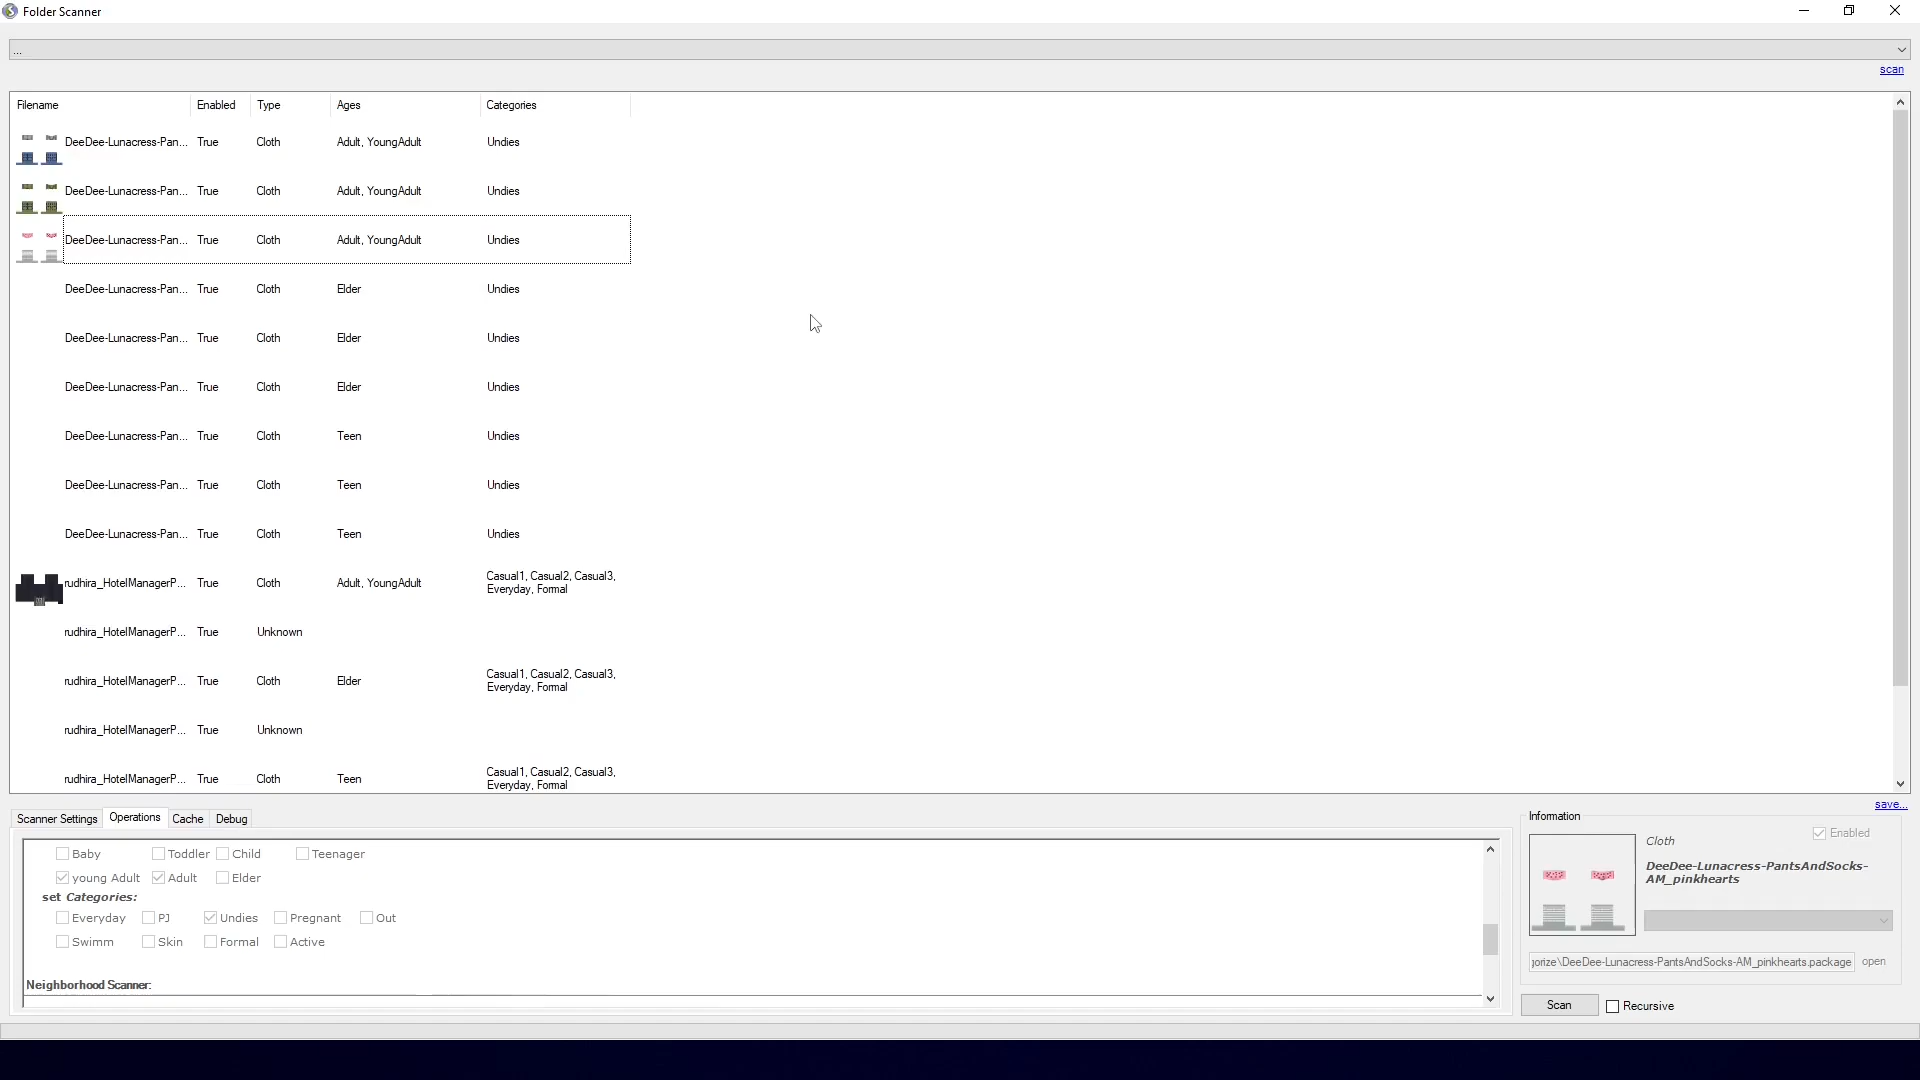 Folder Scanner
...
scan
Filename Enabled Type Ages Categories
DeeDee-Lunacress-Pan... True Cloth Adult, YoungAdult Undies
DeeDee-Lunacress-Pan... True Cloth Adult, YoungAdult Undies
DeeDee-Lunacress-Pan... True Cloth Adult, YoungAdult Undies
DeeDee-Lunacress-Pan... True Cloth Elder Undies
DeeDee-Lunacress-Pan... True Cloth Elder Undies
DeeDee-Lunacress-Pan... True Cloth Elder Undies
DeeDee-Lunacress-Pan... True Cloth Teen Undies
DeeDee-Lunacress-Pan... True Cloth Teen Undies
DeeDee-Lunacress-Pan... True Cloth Teen Undies
rudhira_HotelManagerP... True Cloth Adult, YoungAdult Casual1, Casual2, Casual3,
Everyday, Formal
rudhira_HotelManagerP... True Unknown
rudhira_HotelManagerP... True Cloth Elder Casual1, Casual2, Casual3,
Everyday, Formal
rudhira_HotelManagerP... True Unknown
rudhira_HotelManagerP... True Cloth Teen Casual1, Casual2, Casual3,
Everyday, Formal
save...
Scanner Settings Operations Cache Debug
Baby Toddler Child Teenager
young Adult Adult Elder
set Categories:
Everyday PJ Undies Pregnant Out
Swimm Skin Formal Active
Neighborhood Scanner:
Information
Enabled
Cloth
DeeDee-Lunacress-PantsAndSocks-
AM_pinkhearts
gorize\DeeDee-Lunacress-PantsAndSocks-AM_pinkhearts.package open
Scan Recursive